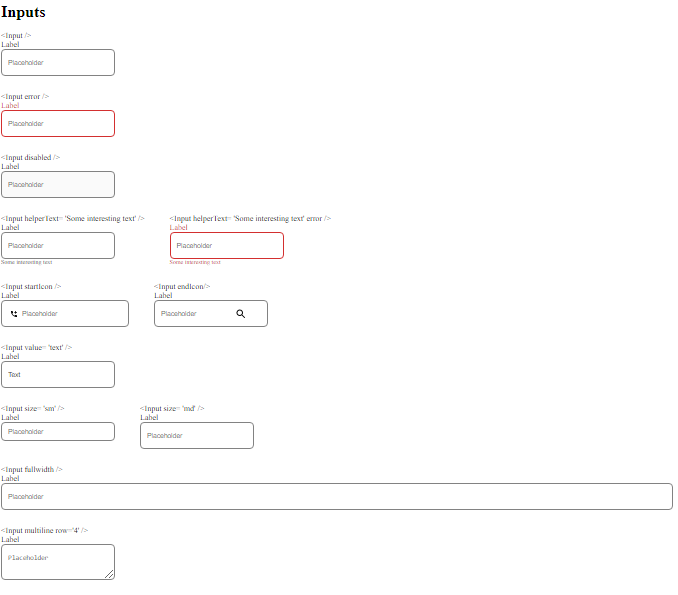 Inputs
<Input />
Label
Placeholder
<Input error />
Label
Placeholder
<Input disabled />
Label
Placeholder
<Input helperText= 'Some interesting text' />
Label
Placeholder
Some interesting text
<Input helperText= 'Some interesting text' error />
Label
Placeholder
Some interesting text
<Input startIcon />
Label
Placeholder
<Input endIcon/>
Label
Placeholder
<Input value= 'text' />
Label
Text
<Input size= 'sm' />
Label
Placeholder
<Input size= 'md' />
Label
Placeholder
<Input fullwidth />
Label
Placeholder
<Input multiline row='4' />
Label
Placeholder